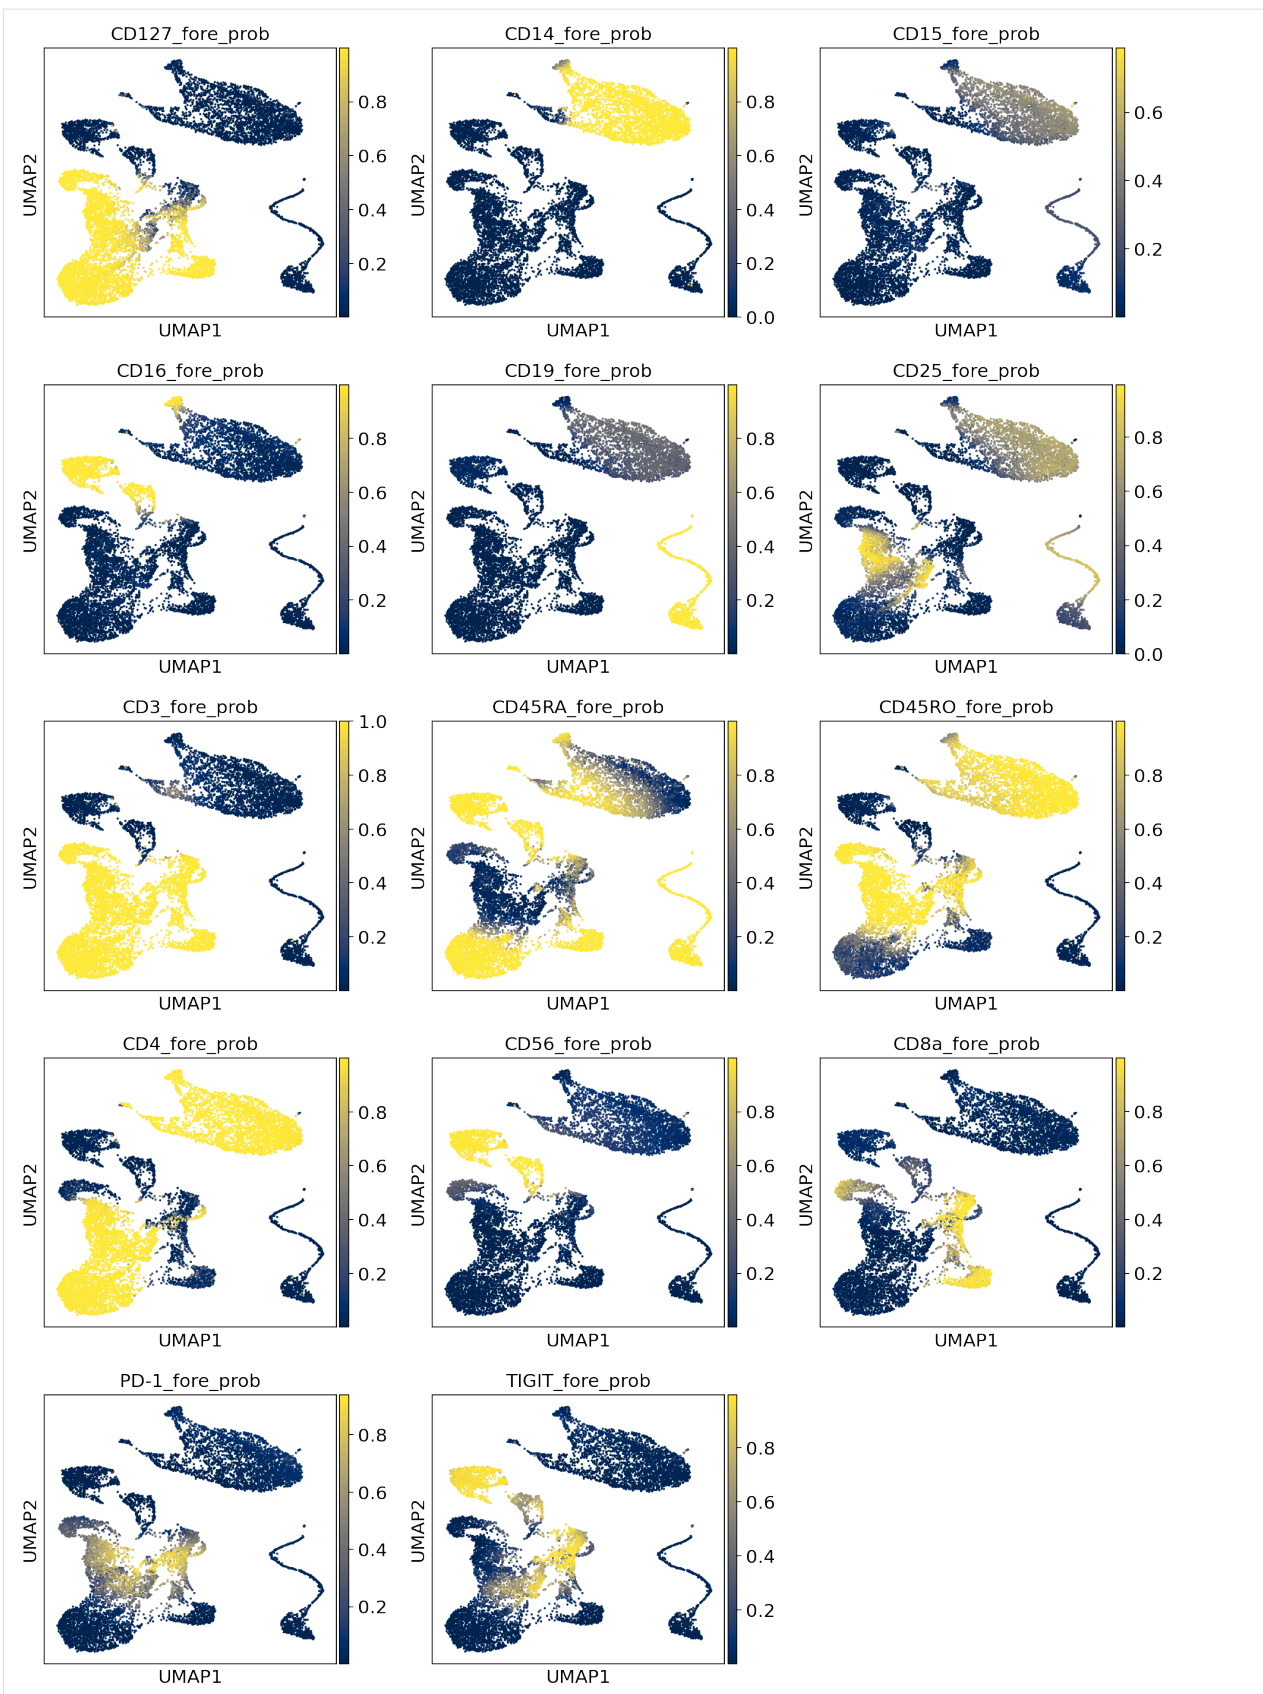 CD127_fore_prob
CD14_fore_prob
CD15_fore_prob
UMAP2
0.8
0.6
0.4
0.2
UMAP1
UMAP2
0.8
0.6
0.4
0.2
0.0
UMAP1
UMAP2
0.6
0.4
0.2
UMAP1
CD16_fore_prob
CD19_fore_prob
CD25_fore_prob
UMAP2
0.8
0.6
0.4
0.2
UMAP1
UMAP2
0.8
0.6
0.4
0.2
UMAP1
UMAP2
0.8
0.6
0.4
0.2
0.0
UMAP1
CD3_fore_prob
CD45RA_fore_prob
CD45RO_fore_prob
UMAP2
1.0
0.8
0.6
0.4
0.2
UMAP1
UMAP2
0.8
0.6
0.4
0.2
UMAP1
UMAP2
0.8
0.6
0.4
0.2
UMAP1
CD4_fore_prob
CD56_fore_prob
CD8a_fore_prob
UMAP2
0.8
0.6
0.4
0.2
UMAP1
UMAP2
0.8
0.6
0.4
0.2
UMAP1
UMAP2
0.8
0.6
0.4
0.2
UMAP1
PD-1_fore_prob
TIGIT_fore_prob
UMAP2
0.8
0.6
0.4
0.2
UMAP1
UMAP2
0.8
0.6
0.4
0.2
UMAP1